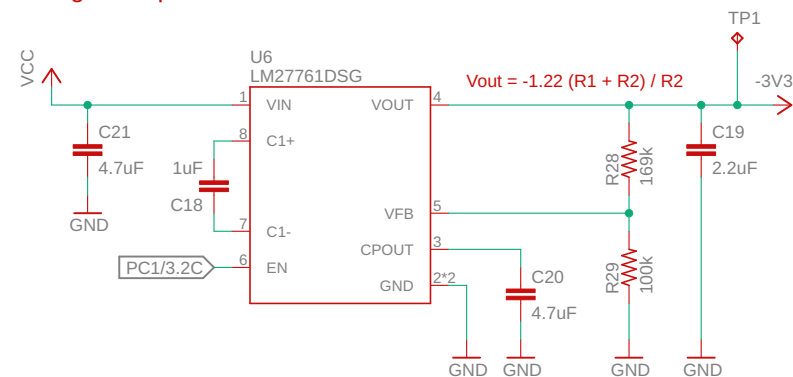 TP1
U6
LM27761DSG
VCC
Vout = -1.22 (R1 + R2) / R2
-3V3
1
VIN
VOUT
4
C21
4.7uF
8
C1+
1uF
C18
R28
169k
C19
2.2uF
VFB
5
7
C1-
GND
CPOUT
3
PC1/3.2C
6
EN
GND
2*2
C20
4.7uF
R29
100k
GND
GND
GND
GND